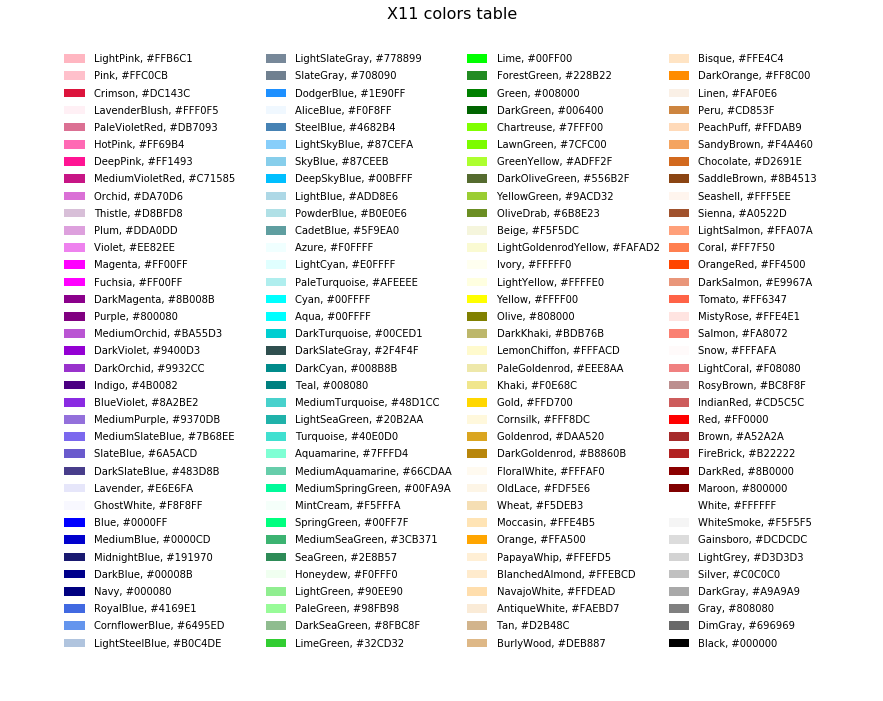 X11 colors table
LightPink, #FFB6C1
Pink, #FFC0CB
Crimson, #DC143C
LavenderBlush, #FFF0F5
PaleVioletRed, #DB7093
HotPink, #FF69B4
DeepPink, #FF1493
MediumVioletRed, #C71585
Orchid, #DA70D6
Thistle, #D8BFD8
Plum, #DDA0DD
Violet, #EE82EE
Magenta, #FF00FF
Fuchsia, #FF00FF
DarkMagenta, #8B008B
Purple, #800080
MediumOrchid, #BA55D3
DarkViolet, #9400D3
DarkOrchid, #9932CC
Indigo, #4B0082
BlueViolet, #8A2BE2
MediumPurple, #9370DB
MediumSlateBlue, #7B68EE
SlateBlue, #6A5ACD
DarkSlateBlue, #483D8B
Lavender, #E6E6FA
GhostWhite, #F8F8FF
Blue, #0000FF
MediumBlue, #0000CD
MidnightBlue, #191970
DarkBlue, #00008B
Navy, #000080
RoyalBlue, #4169E1
CornflowerBlue, #6495ED
LightSteelBlue, #B0C4DE
LightSlateGray, #778899
SlateGray, #708090
DodgerBlue, #1E90FF
AliceBlue, #F0F8FF
SteelBlue, #4682B4
LightSkyBlue, #87CEFA
SkyBlue, #87CEEB
DeepSkyBlue, #00BFFF
LightBlue, #ADD8E6
PowderBlue, #B0E0E6
CadetBlue, #5F9EA0
Azure, #F0FFFF
LightCyan, #E0FFFF
PaleTurquoise, #AFEEEE
Cyan, #00FFFF
Aqua, #00FFFF
DarkTurquoise, #00CED1
DarkSlateGray, #2F4F4F
DarkCyan, #008B8B
Teal, #008080
MediumTurquoise, #48D1CC
LightSeaGreen, #20B2AA
Turquoise, #40E0D0
Aquamarine, #7FFFD4
MediumAquamarine, #66CDAA
MediumSpringGreen, #00FA9A
MintCream, #F5FFFA
SpringGreen, #00FF7F
MediumSeaGreen, #3CB371
SeaGreen, #2E8B57
Honeydew, #F0FFF0
LightGreen, #90EE90
PaleGreen, #98FB98
DarkSeaGreen, #8FBC8F
LimeGreen, #32CD32
Lime, #00FF00
ForestGreen, #228B22
Green, #008000
DarkGreen, #006400
Chartreuse, #7FFF00
LawnGreen, #7CFC00
GreenYellow, #ADFF2F
DarkOliveGreen, #556B2F
YellowGreen, #9ACD32
OliveDrab, #6B8E23
Beige, #F5F5DC
LightGoldenrodYellow, #FAFAD2
Ivory, #FFFFF0
LightYellow, #FFFFE0
Yellow, #FFFF00
Olive, #808000
DarkKhaki, #BDB76B
LemonChiffon, #FFFACD
PaleGoldenrod, #EEE8AA
Khaki, #F0E68C
Gold, #FFD700
Cornsilk, #FFF8DC
Goldenrod, #DAA520
DarkGoldenrod, #B8860B
FloralWhite, #FFFAF0
OldLace, #FDF5E6
Wheat, #F5DEB3
Moccasin, #FFE4B5
Orange, #FFA500
PapayaWhip, #FFEFD5
BlanchedAlmond, #FFEBCD
NavajoWhite, #FFDEAD
AntiqueWhite, #FAEBD7
Tan, #D2B48C
BurlyWood, #DEB887
Bisque, #FFE4C4
DarkOrange, #FF8C00
Linen, #FAF0E6
Peru, #CD853F
PeachPuff, #FFDAB9
SandyBrown, #F4A460
Chocolate, #D2691E
SaddleBrown, #8B4513
Seashell, #FFF5EE
Sienna, #A0522D
LightSalmon, #FFA07A
Coral, #FF7F50
OrangeRed, #FF4500
DarkSalmon, #E9967A
Tomato, #FF6347
MistyRose, #FFE4E1
Salmon, #FA8072
Snow, #FFFAFA
LightCoral, #F08080
RosyBrown, #BC8F8F
IndianRed, #CD5C5C
Red, #FF0000
Brown, #A52A2A
FireBrick, #B22222
DarkRed, #8B0000
Maroon, #800000
White, #FFFFFF
WhiteSmoke, #F5F5F5
Gainsboro, #DCDCDC
LightGrey, #D3D3D3
Silver, #C0C0C0
DarkGray, #A9A9A9
Gray, #808080
DimGray, #696969
Black, #000000